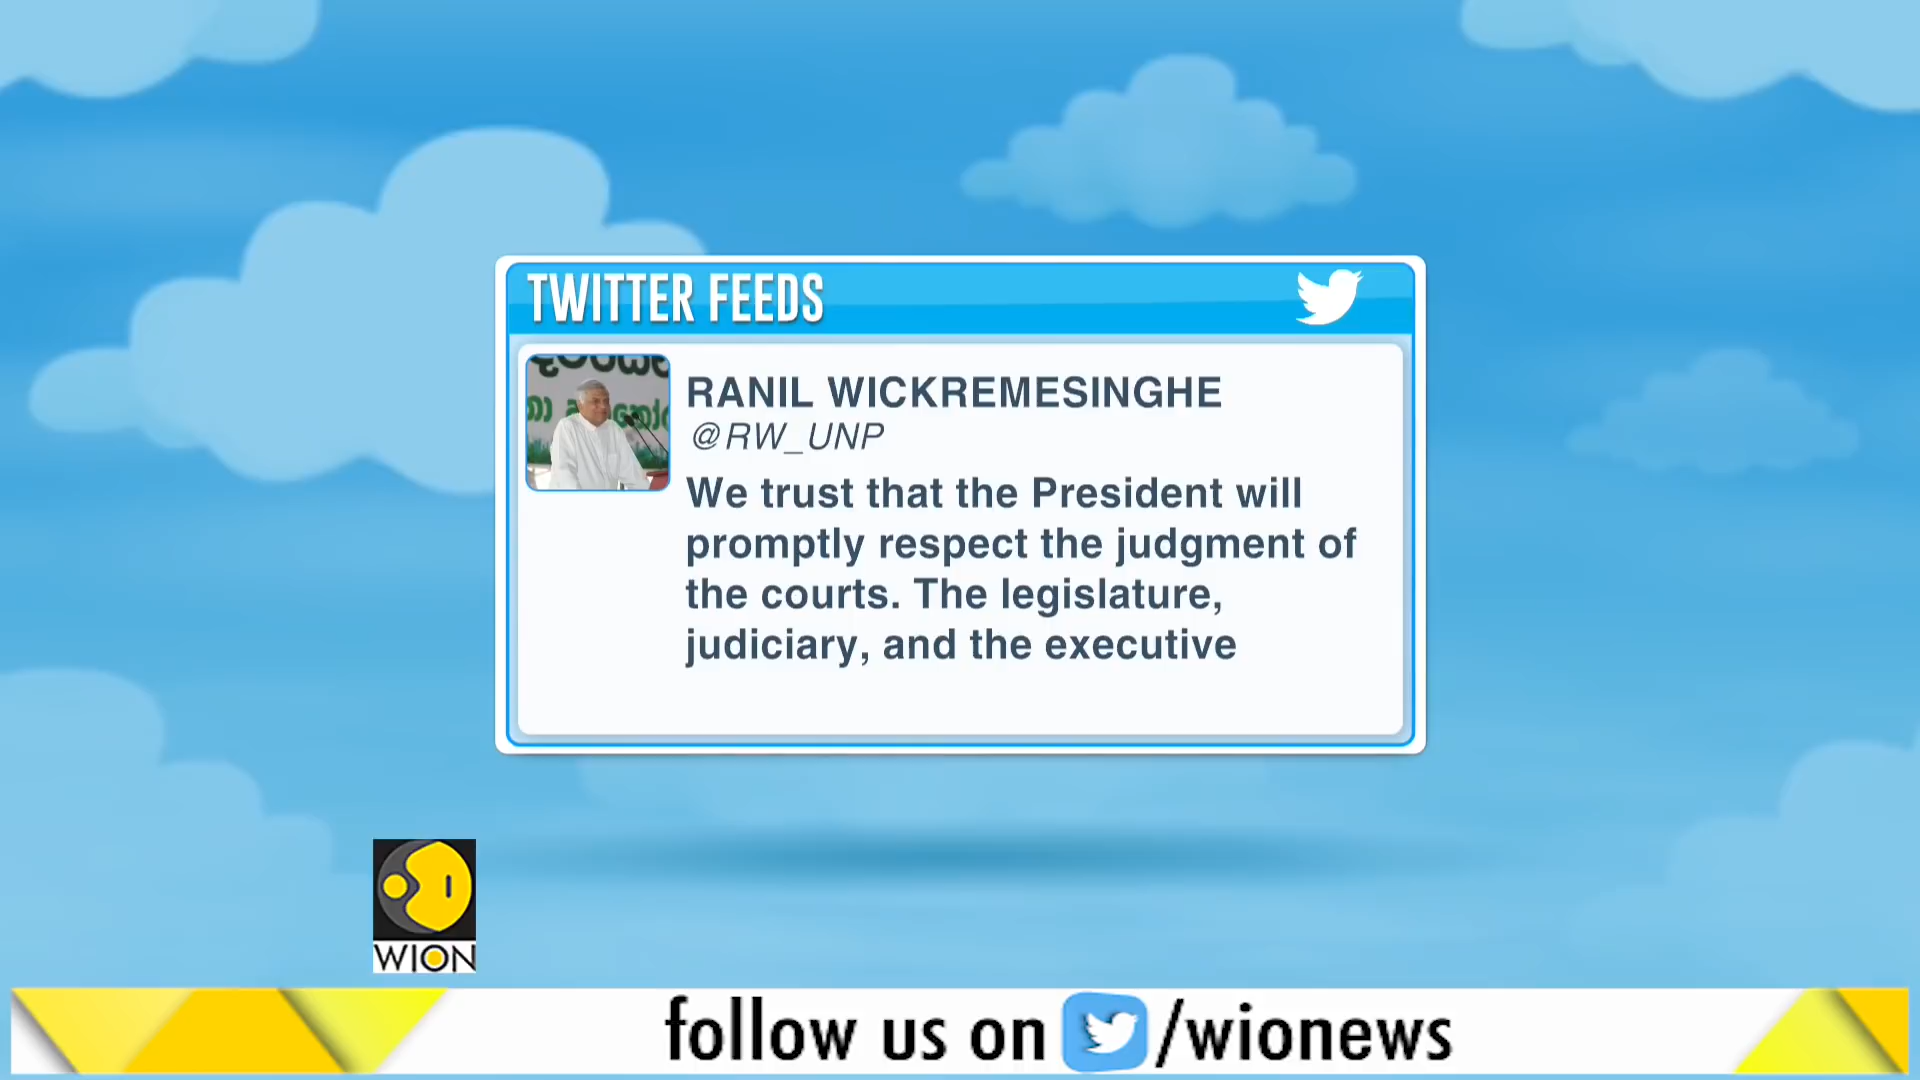 TWITTER FEEDS
RANIL WICKREMESINGHE
@RW_UNP
We trust that the President will
promptly respect the judgment of
the courts. The legislature,
judiciary, and the executive
WION
follow us on /wionews